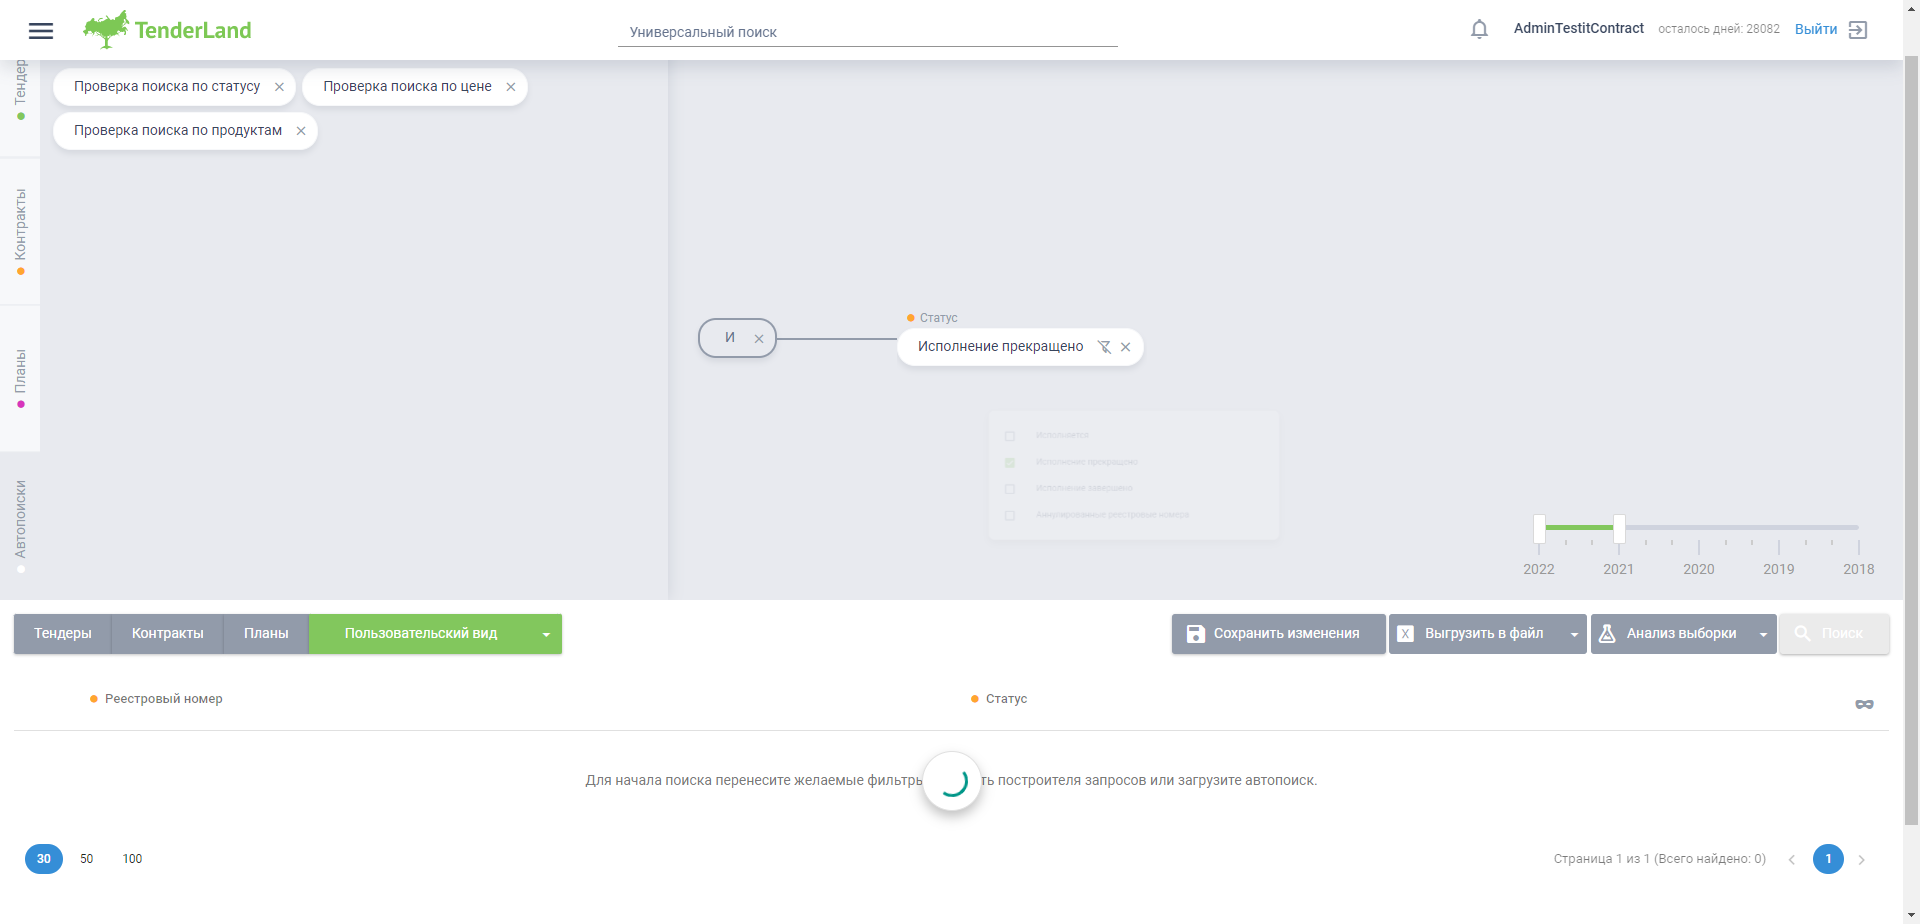 TenderLand
Универсальный поиск
AdminTestitContract
осталось дней: 28082
Выйти
Тендер
Контракты
Планы
Автопоиски
Проверка поиска по статусу
Проверка поиска по цене
Проверка поиска по продуктам
И
Статус
Исполнение прекращено
Исполняется
Исполнение прекращено
Исполнение завершено
Аннулированные реестровые номера
2022 2021 2020 2019 2018
Тендеры Контракты Планы Пользовательский вид
Сохранить изменения
X Выгрузить в файл
Анализ выборки
Поиск
Реестровый номер
Статус
Для начала поиска перенесите желаемые фильтры ть построителя запросов или загрузите автопоиск.
30 50 100
Страница 1 из 1 (Всего найдено: 0)
1